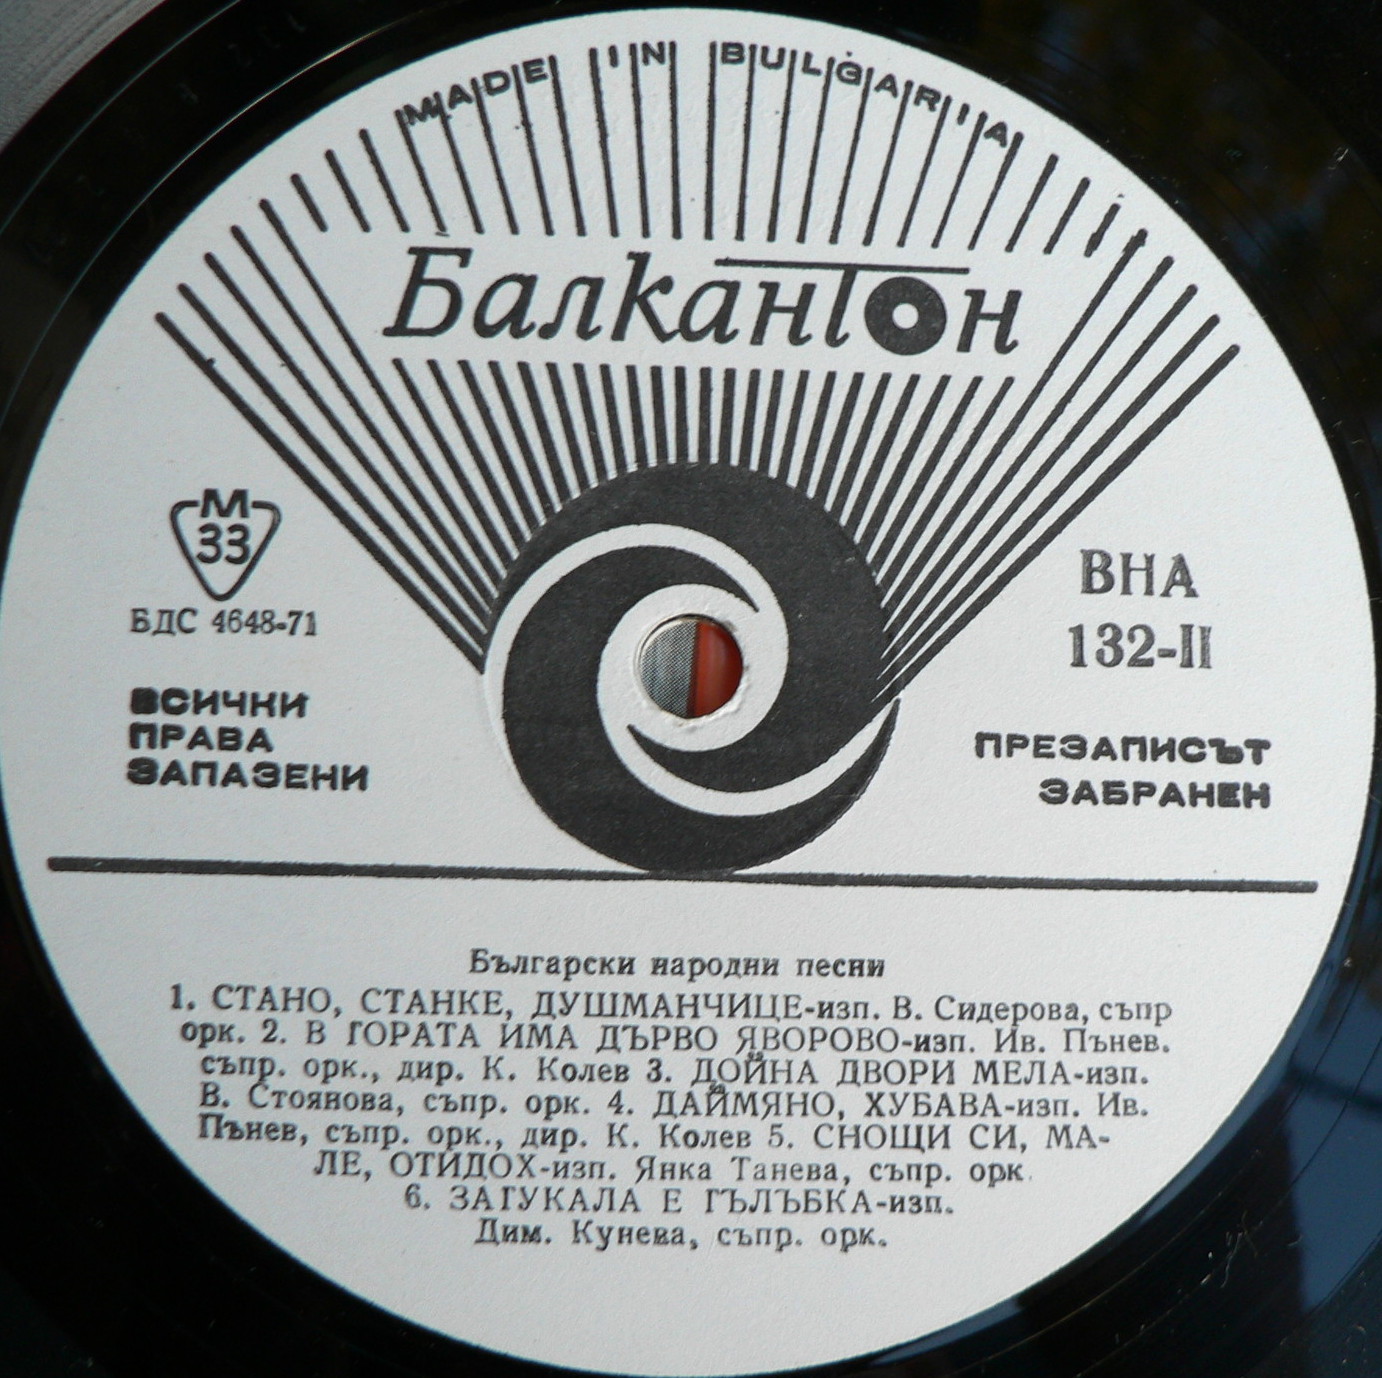 MADE IN BULGARIA
Балкантон
М
33
БДС 4648-71
ВСИЧКИ
ПРАВА
ЗАПАЗЕНИ
ВНА
132-II
ПРЕЗАПИСЪТ
ЗАБРАНЕН
Български народни песни
1. СТАНО, СТАНКЕ, ДУШМАНЧИЦЕ-изп. В. Сидерова, съпр
орк. 2. В ГОРАТА ИМА ДЪРВО ЯВОРОВО-изп. Ив. Пънев.
съпр. орк., дир. К. Колев 3. ДОЙНА ДВОРИ МЕЛА-изп.
В. Стоянова, съпр. орк. 4. ДАЙМЯНО, ХУБАВА-изп. Ив.
Пънев, съпр. орк., дир. К. Колев 5. СНОЩИ СИ, МА-
ЛЕ, ОТИДОХ-изп. Янка Танева, съпр. орк.
6. ЗАГУКАЛА Е ГЪЛЪБКА-изп.
Дим. Кунева, съпр. орк.